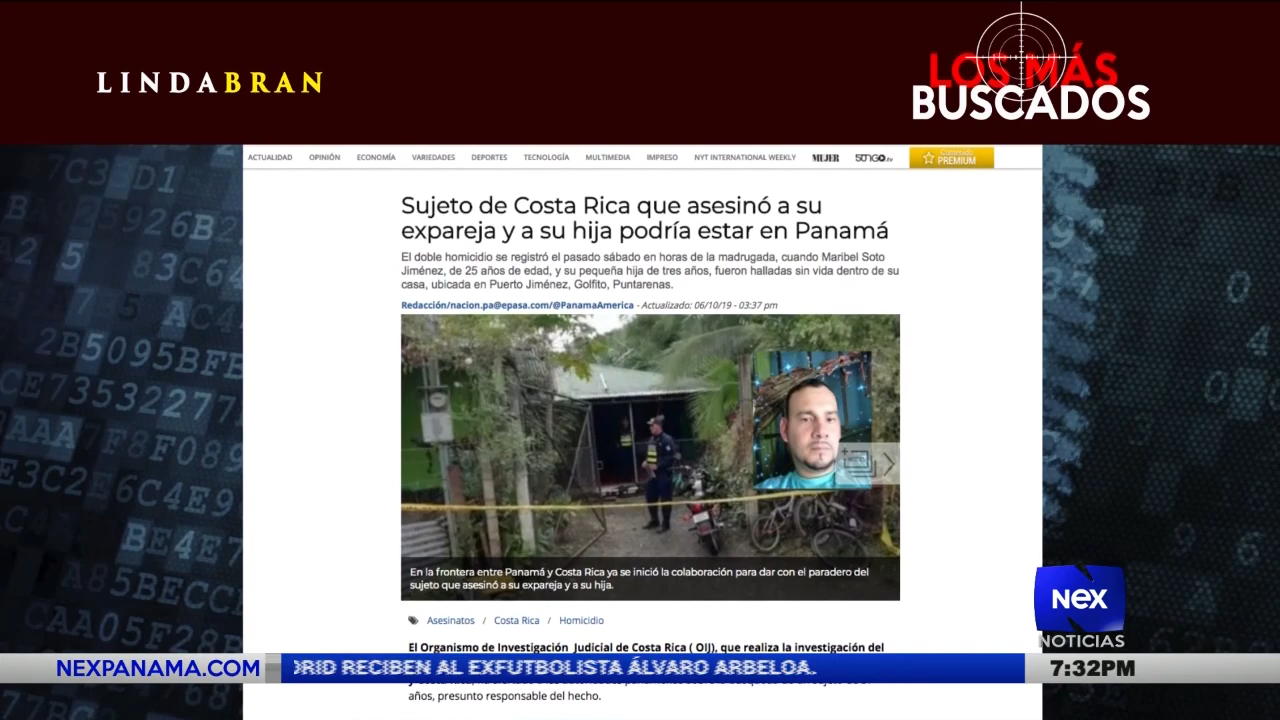 LINDABRAN
LOS MÁS
BUSCADOS
ACTUALIDAD OPINIÓN ECONOMÍA VARIEDADES DEPORTES TECNOLOGÍA MULTIMEDIA IMPRESO NYT INTERNATIONAL WEEKLY MUJER
Contenido
PREMIUM
Sujeto de Costa Rica que asesinó a su
expareja y a su hija podría estar en Panamá
El doble homicidio se registró el pasado sábado en horas de la madrugada, cuando Maribel Soto
Jiménez, de 25 años de edad, y su pequeña hija de tres años, fueron halladas sin vida dentro de su
casa, ubicada en Puerto Jiménez, Golfito, Puntarenas.
Redacción/nacion.pa@epasa.com/@PanamaAmerica - Actualizado: 06/10/19 - 03:37 pm
En la frontera entre Panamá y Costa Rica ya se inició la colaboración para dar con el paradero del
sujeto que asesinó a su expareja y a su hija.
Asesinatos / Costa Rica / Homicidio
El Organismo de Investigación Judicial de Costa Rica ( OIJ), que realiza la investigación del
años, presunto responsable del hecho.
nex
NOTICIAS
NEXPANAMA.COM
DRID RECIBEN AL EXFUTBOLISTA ÁLVARO ARBELOA.
7:32PM